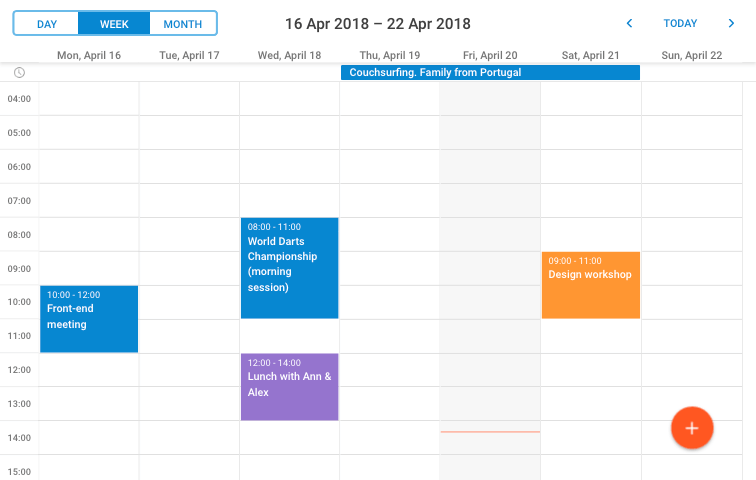 DAY WEEK MONTH 16 Apr 2018 – 22 Apr 2018 TODAY
Mon, April 16 Tue, April 17 Wed, April 18 Thu, April 19 Fri, April 20 Sat, April 21 Sun, April 22
Couchsurfing. Family from Portugal
04:00
05:00
06:00
07:00
08:00
09:00
10:00
11:00
12:00
13:00
14:00
15:00
10:00 - 12:00
Front-end
meeting
08:00 - 11:00
World Darts
Championship
(morning
session)
12:00 - 14:00
Lunch with Ann &
Alex
09:00 - 11:00
Design workshop
+